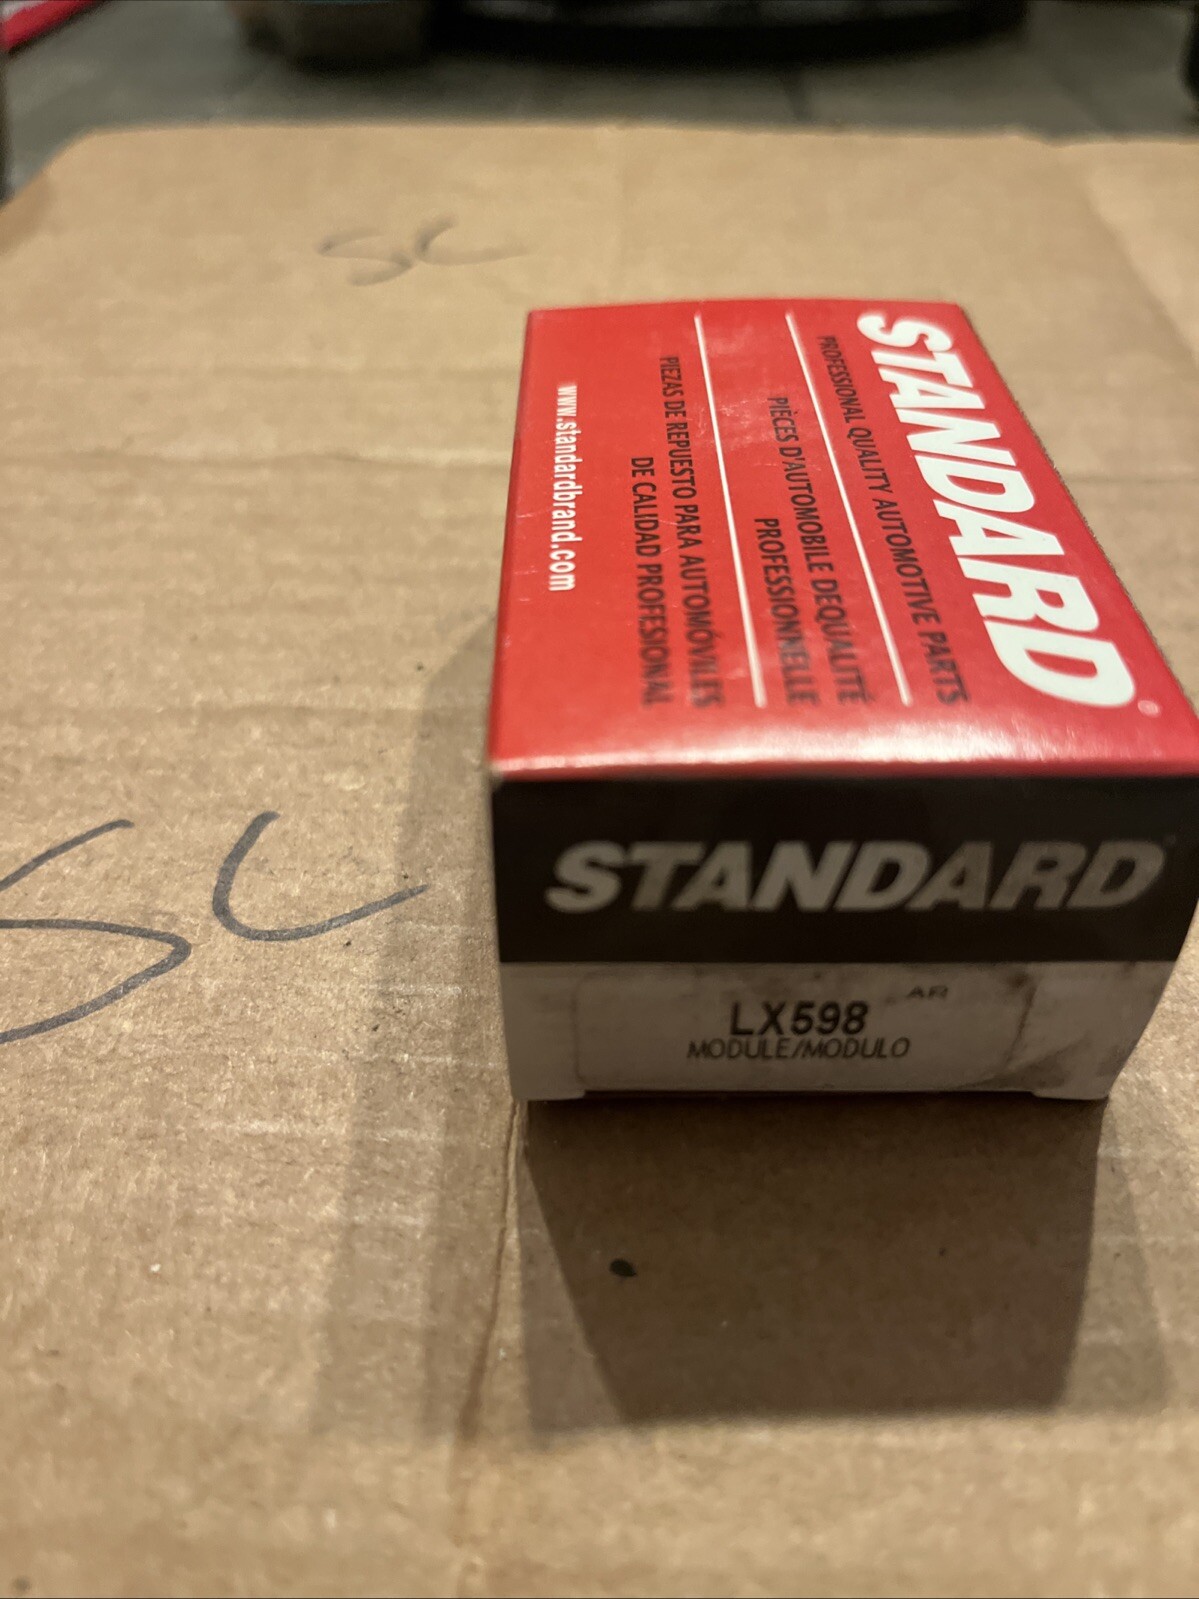 SC
STANDARD®
PROFESSIONAL QUALITY AUTOMOTIVE PARTS
PIÈCES D'AUTOMOBILE DEQUALITÉ
PROFESSIONNELLE
PIEZAS DE REPUESTO PARA AUTOMÓVILES
DE CALIDAD PROFESIONAL
www.standardbrand.com
SC
STANDARD
AR
LX598
MODULE/MODULO